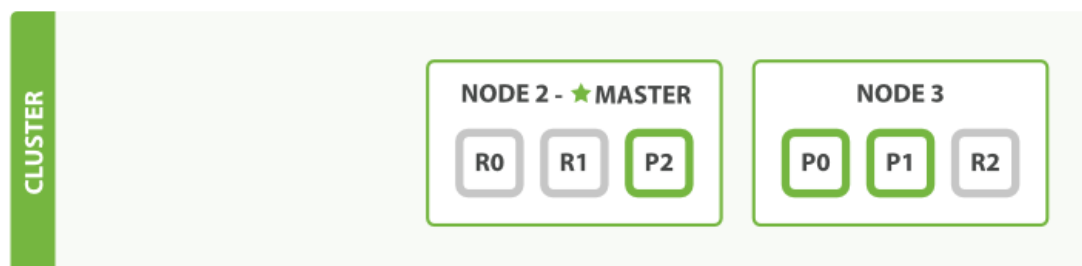 CLUSTER
NODE 2 - ★ MASTER
R0 R1 P2
NODE 3
P0 P1 R2